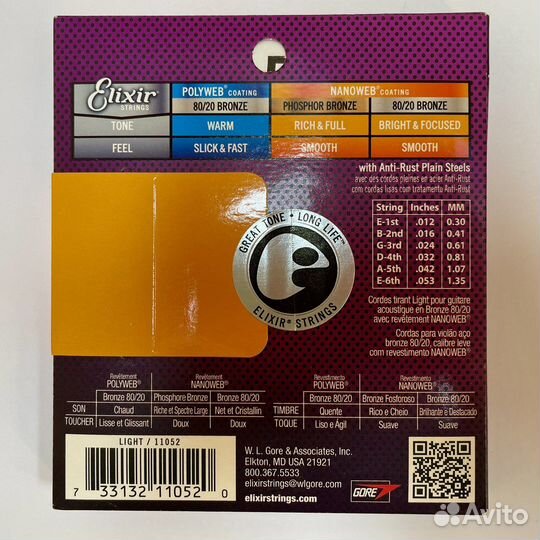 Elixir STRINGS POLYWEB® COATING NANOWEB® COATING
80/20 BRONZE PHOSPHOR BRONZE 80/20 BRONZE
TONE WARM RICH & FULL BRIGHT & FOCUSED
FEEL SLICK & FAST SMOOTH SMOOTH
with Anti-Rust Plain Steels
avec des cordes pleines en acier Anti-Rust
com cordas lisas com tratamento Anti-Rust
String Inches MM
E-1st .012 0.30
B-2nd .016 0.41
G-3rd .024 0.61
D-4th .032 0.81
A-5th .042 1.07
E-6th .053 1.35
GREAT TONE • LONG LIFE
ELIXIR® STRINGS
Cordes tirant Light pour guitare
acoustique en Bronze 80/20
avec revêtement NANOWEB®
Cordas para violão aço
bronze 80/20, calibre leve
com revestimento NANOWEB®
Revêtement POLYWEB® Revêtement NANOWEB®
Bronze 80/20 Phosphore Bronze Bronze 80/20
SON Chaud Riche et Spectre Large Net et Cristallin
TOUCHER Lisse et Glissant Doux Doux
Revestimento POLYWEB® Revestimento NANOWEB®
Bronze 80/20 Bronze Fosforoso Bronze 80/20
TIMBRE Quente Rico e Cheio Brilhante e Destacado
TOQUE Liso e Ágil Suave Suave
LIGHT / 11052
7 33132 11052 0
W. L. Gore & Associates, Inc.
Elkton, MD USA 21921
800.367.5533
elixirstrings@wlgore.com
elixirstrings.com
GORE
Avito